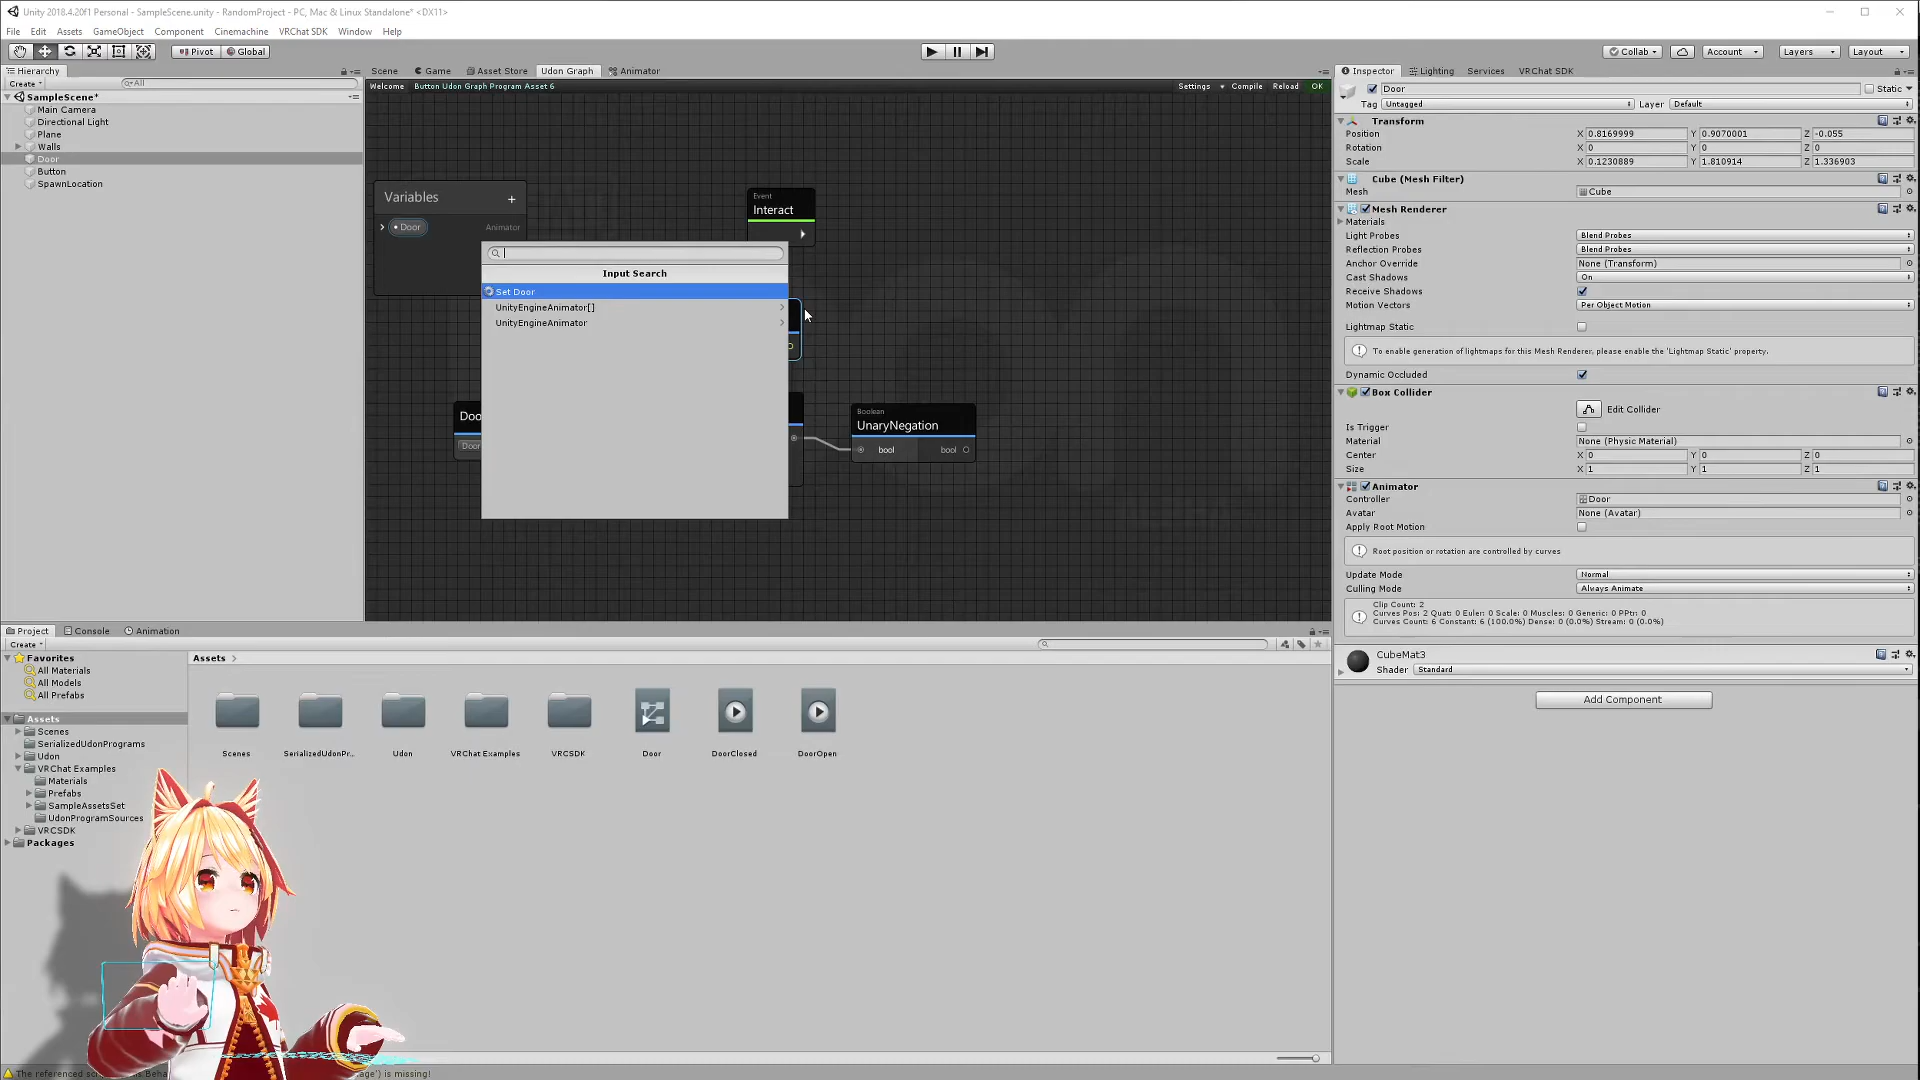 Unity 2018.4.20f1 Personal - SampleScene.unity - RandomProject - PC, Mac & Linux Standalone* <DX11>
File Edit Assets GameObject Component Cinemachine VRChat SDK Window Help
Pivot Global Collab Account Layers Layout
Hierarchy
Create All
SampleScene*
Main Camera
Directional Light
Plane
Walls
Door
Button
SpawnLocation
Scene Game Asset Store Udon Graph Animator
Welcome Button Udon Graph Program Asset 6 Settings Compile Reload OK
Variables +
Door Animator
Event
Interact
Input Search
Set Door
UnityEngineAnimator[]
UnityEngineAnimator
Doo
Door
Boolean
UnaryNegation
bool bool
Inspector Lighting Services VRChat SDK
Door Static
Tag Untagged Layer Default
Transform
Position X 0.8169999 Y 0.9070001 Z -0.055
Rotation X 0 Y 0 Z 0
Scale X 0.1230889 Y 1.810914 Z 1.336903
Cube (Mesh Filter)
Mesh Cube
Mesh Renderer
Materials
Light Probes Blend Probes
Reflection Probes Blend Probes
Anchor Override None (Transform)
Cast Shadows On
Receive Shadows
Motion Vectors Per Object Motion
Lightmap Static
To enable generation of lightmaps for this Mesh Renderer, please enable the 'Lightmap Static' property.
Dynamic Occluded
Box Collider
Edit Collider
Is Trigger
Material None (Physic Material)
Center X 0 Y 0 Z 0
Size X 1 Y 1 Z 1
Animator
Controller Door
Avatar None (Avatar)
Apply Root Motion
Root position or rotation are controlled by curves
Update Mode Normal
Culling Mode Always Animate
Clip Count: 2
Curves Pos: 2 Quat: 0 Euler: 0 Scale: 0 Muscles: 0 Generic: 0 PPtr: 0
Curves Count: 6 Constant: 6 (100.0%) Dense: 0 (0.0%) Stream: 0 (0.0%)
CubeMat3
Shader Standard
Add Component
Project Console Animation
Create
Favorites
All Materials
All Models
All Prefabs
Assets
Scenes
SerializedUdonPrograms
Udon
VRChat Examples
Materials
Prefabs
SampleAssetsSet
UdonProgramSources
VRCSDK
Packages
Assets
Scenes SerializedUdonPr... Udon VRChat Examples VRCSDK Door DoorClosed DoorOpen
The referenced is missing!